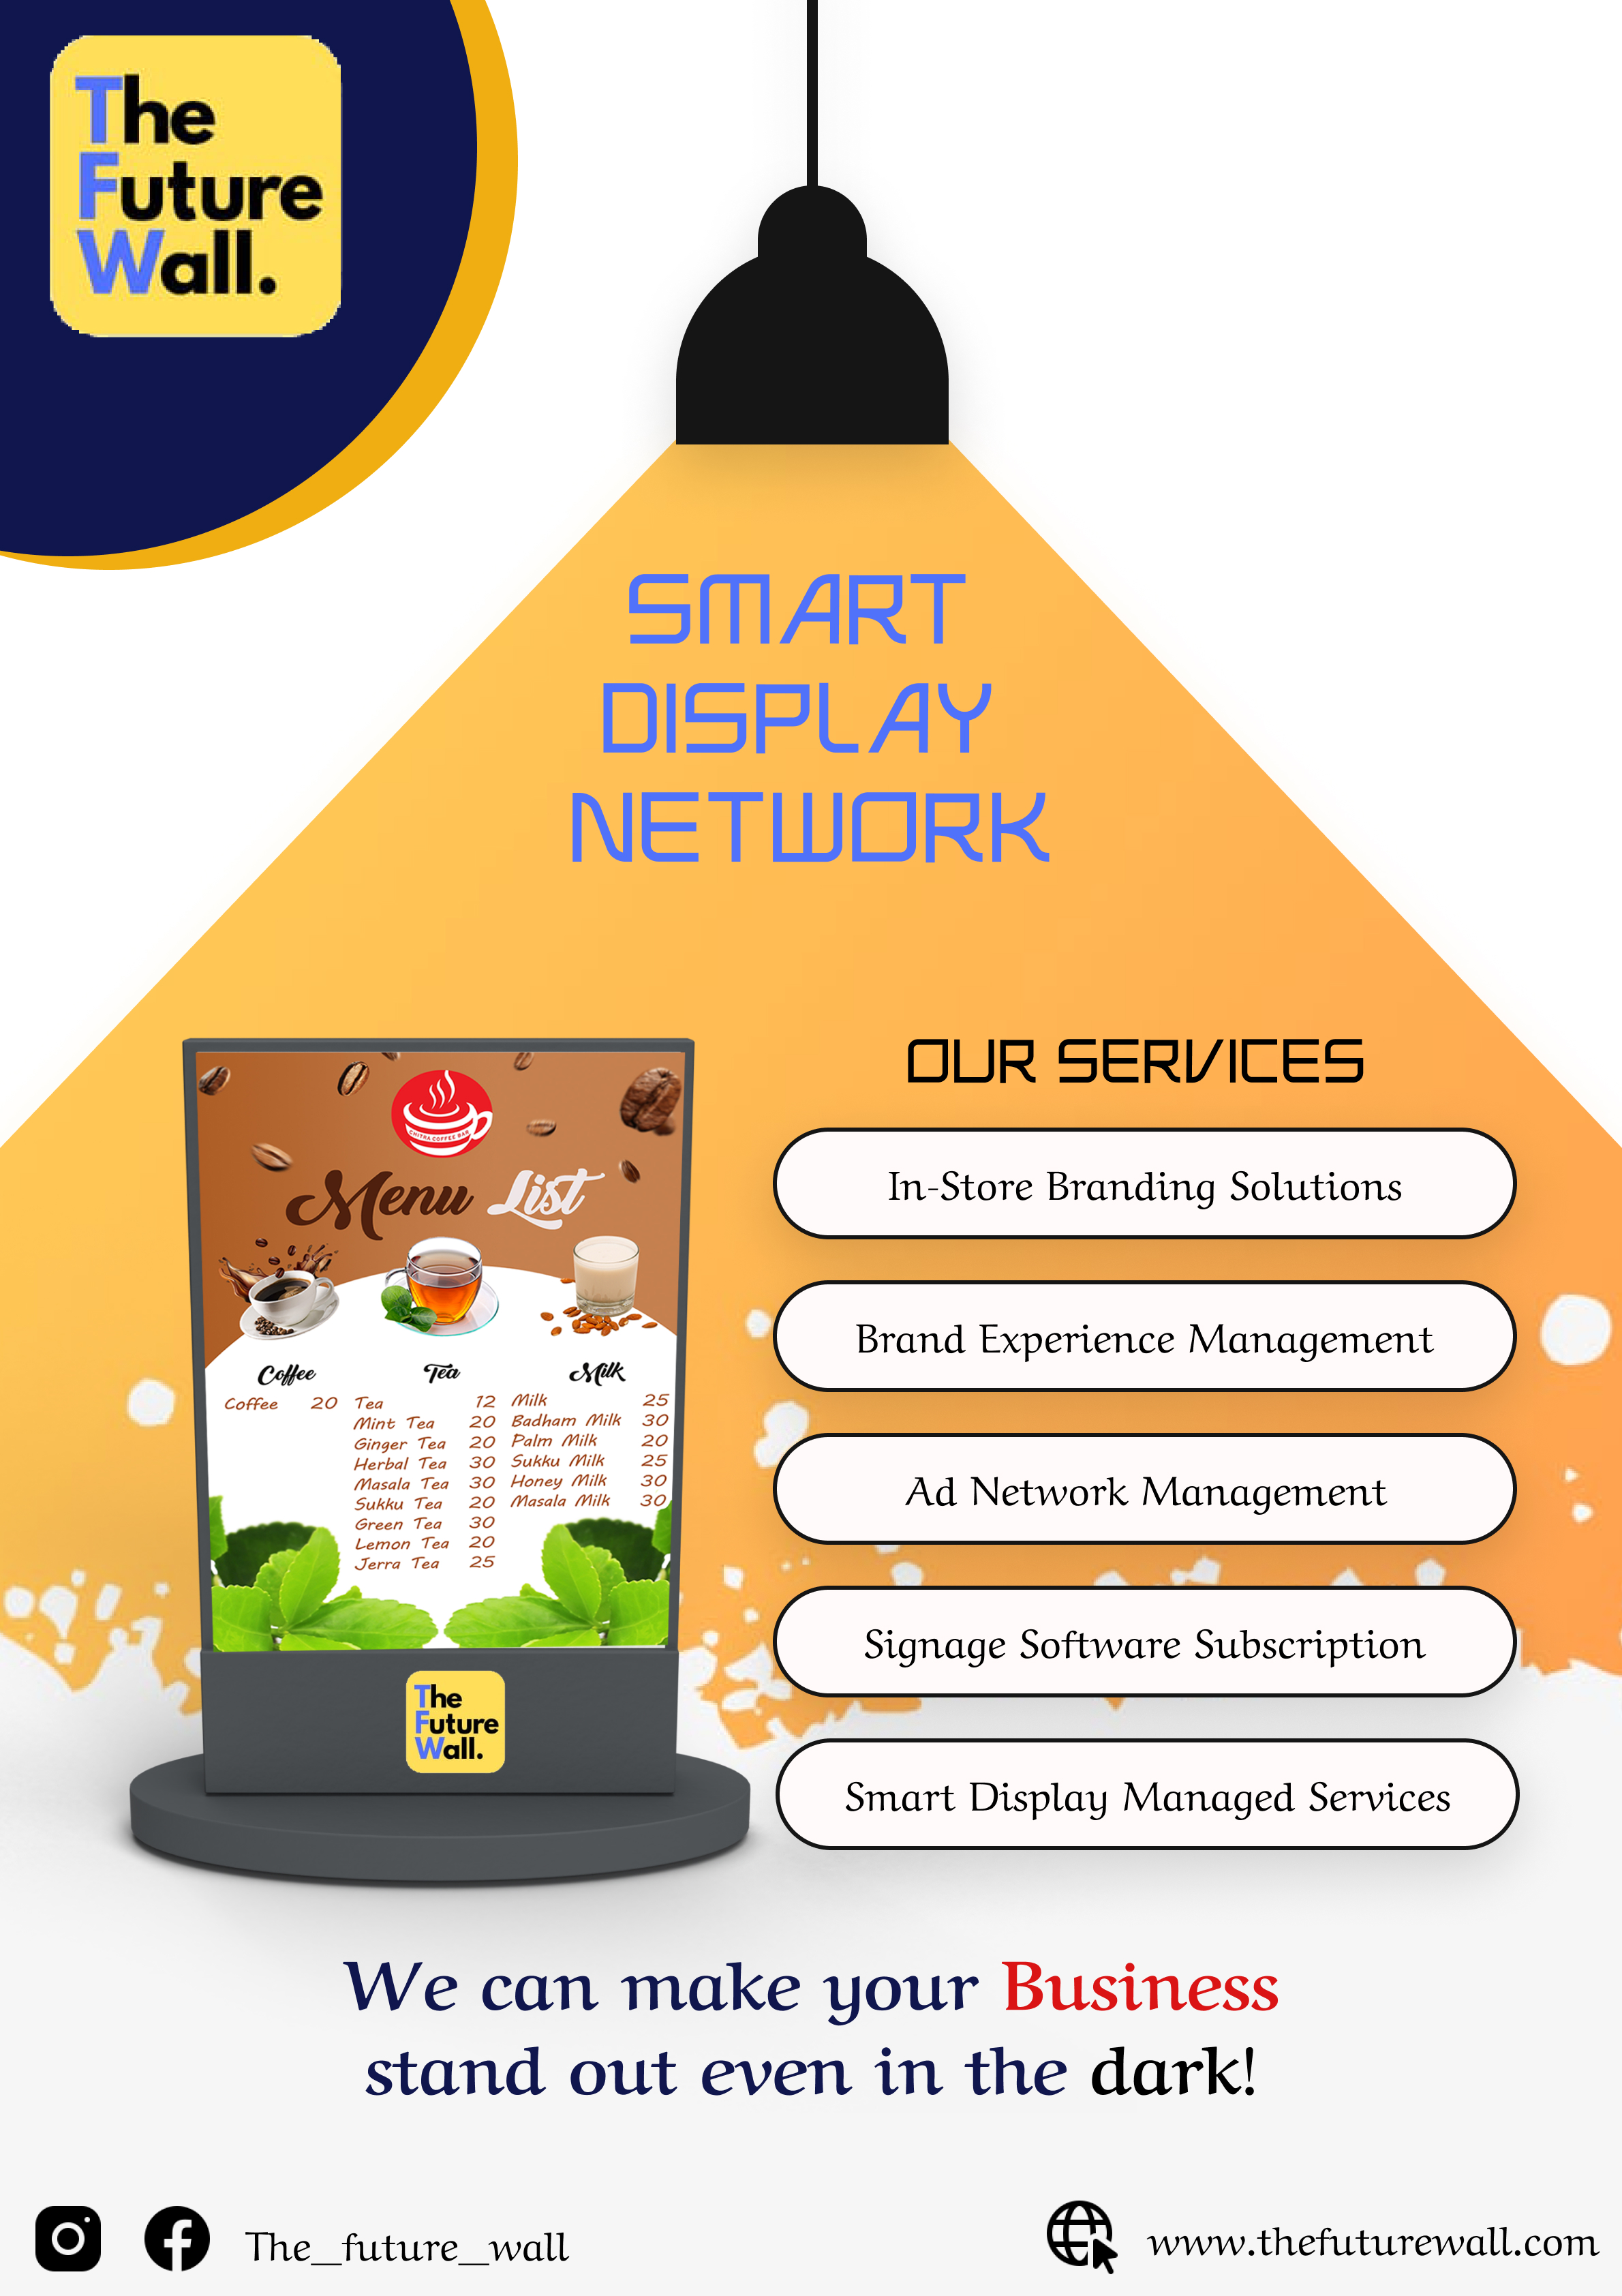 The
Future
Wall.
SMART
DISPLAY
NETWORK
CHITRA COFFEE BAR
Menu List
Coffee
Coffee 20
Tea
Tea 12
Mint Tea 20
Ginger Tea 20
Herbal Tea 30
Masala Tea 30
Sukku Tea 20
Green Tea 30
Lemon Tea 20
Jerra Tea 25
Milk
Milk 25
Badham Milk 30
Palm Milk 20
Sukku Milk 25
Honey Milk 30
Masala Milk 30
The
Future
Wall.
OUR SERVICES
In-Store Branding Solutions
Brand Experience Management
Ad Network Management
Signage Software Subscription
Smart Display Managed Services
We can make your Business
stand out even in the dark!
The_future_wall
www.thefuturewall.com